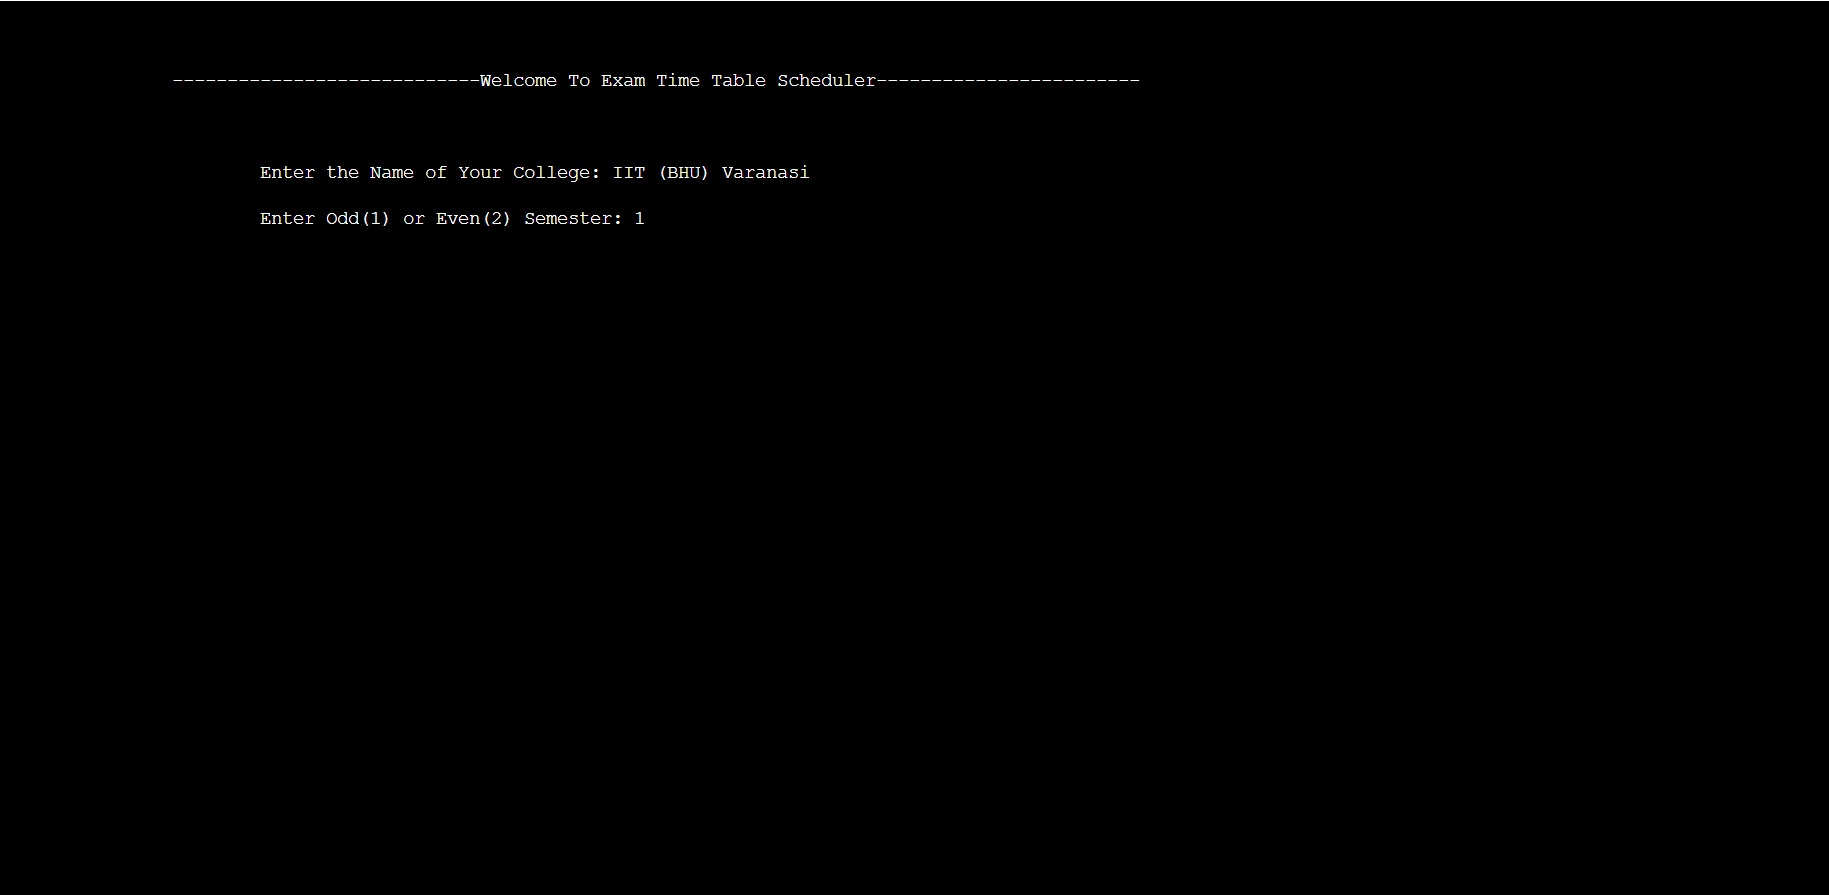 ----------------------------Welcome To Exam Time Table Scheduler------------------------
Enter the Name of Your College: IIT (BHU) Varanasi
Enter Odd(1) or Even(2) Semester: 1